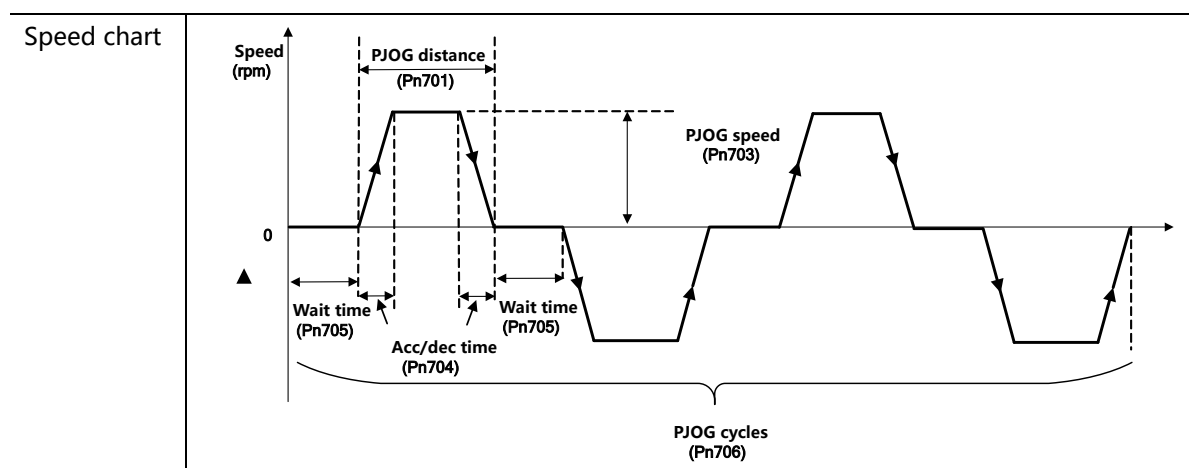 Speed chart
Speed
(rpm)
PJOG distance
(Pn701)
PJOG speed
(Pn703)
0
Wait time
(Pn705)
Wait time
(Pn705)
Acc/dec time
(Pn704)
PJOG cycles
(Pn706)